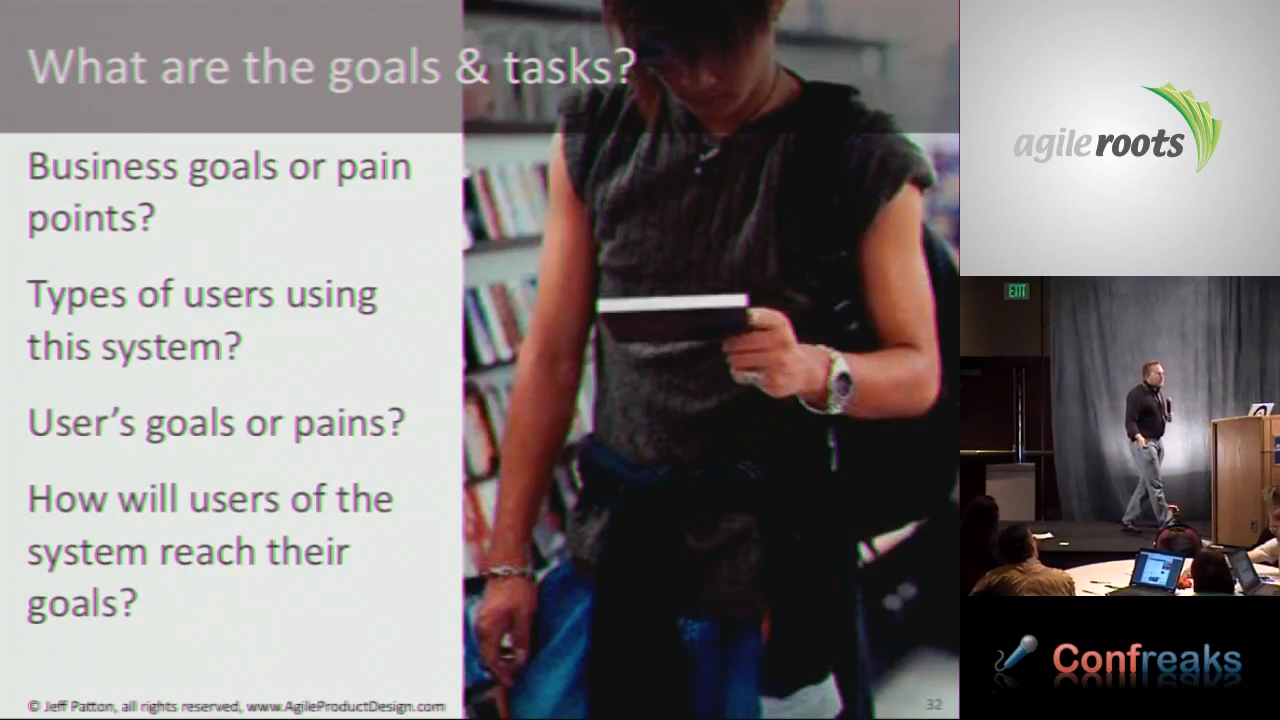 What are the goals & tasks?
Business goals or pain
points?
Types of users using
this system?
User's goals or pains?
How will users of the
system reach their
goals?
© Jeff Patton, all rights reserved, www.AgileProductDesign.com
32
agile roots
EXIT
Confreaks